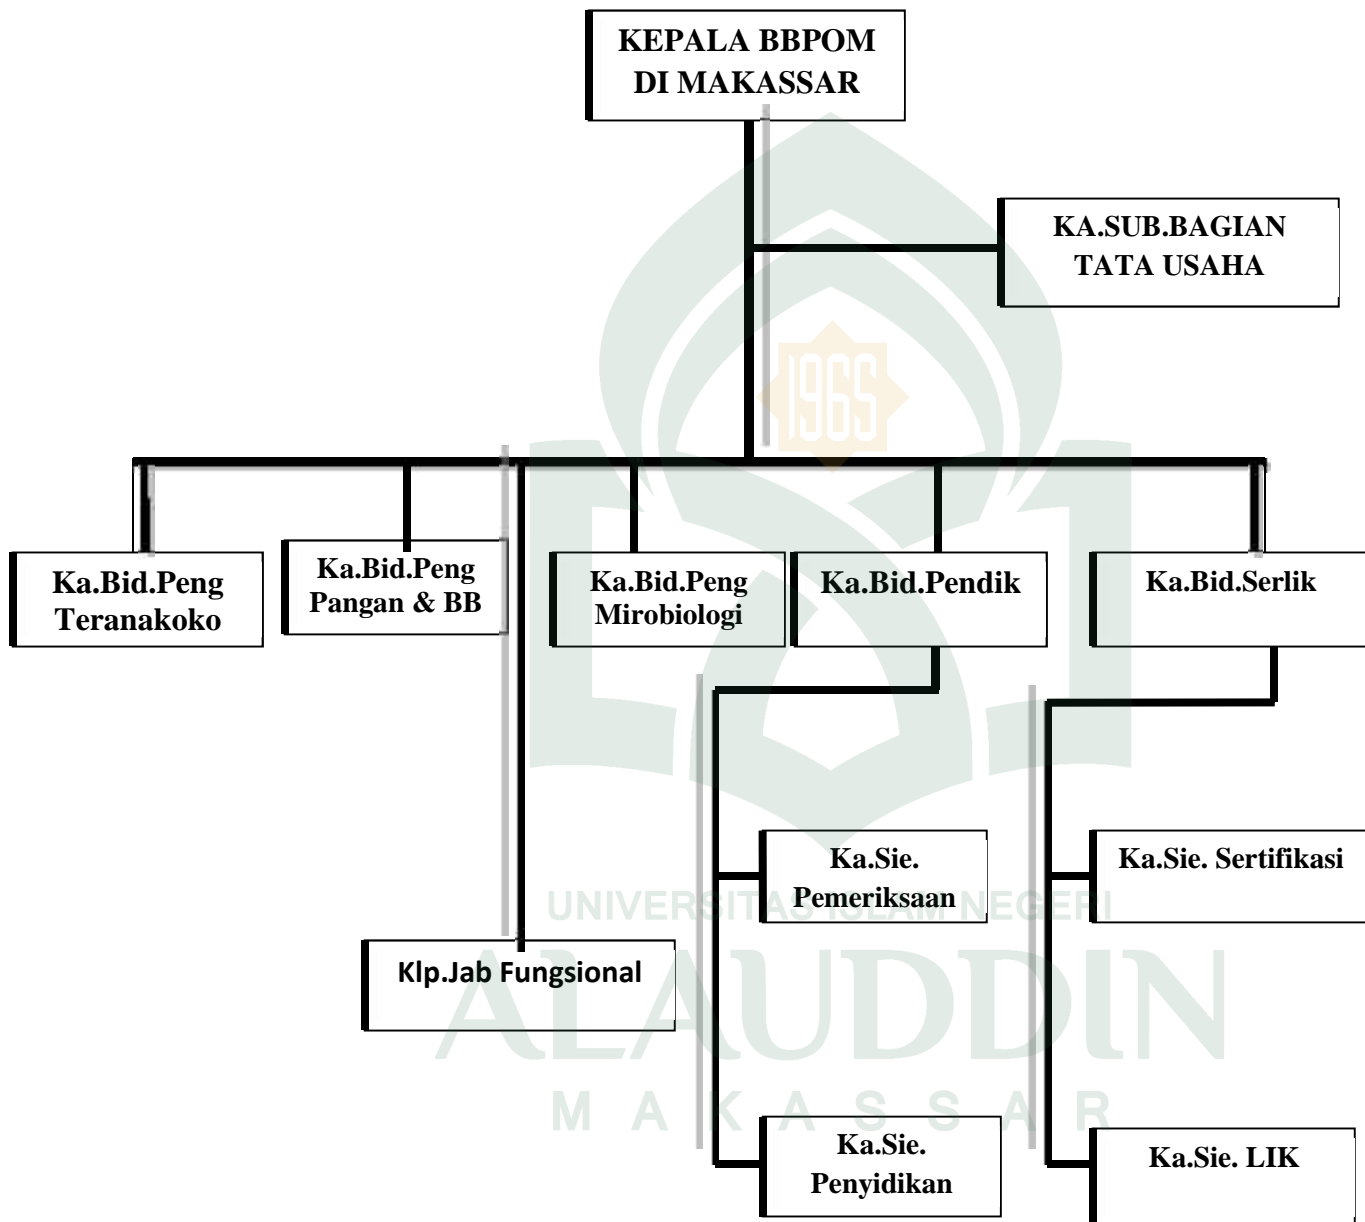 KEPALA BBPOM
DI MAKASSAR
KA.SUB.BAGIAN
TATA USAHA
1965
Ka.Bid.Peng
Teranakoko
Ka.Bid.Peng
Pangan & BB
Ka.Bid.Peng
Mirobiologi
Ka.Bid.Pendik
Ka.Bid.Serlik
Ka.Sie.
Pemeriksaan
Ka.Sie. Sertifikasi
UNIVERSITAS ISLAM NEGERI
Klp.Jab Fungsional
ALAUDDIN
MAKASSAR
Ka.Sie.
Penyidikan
Ka.Sie. LIK